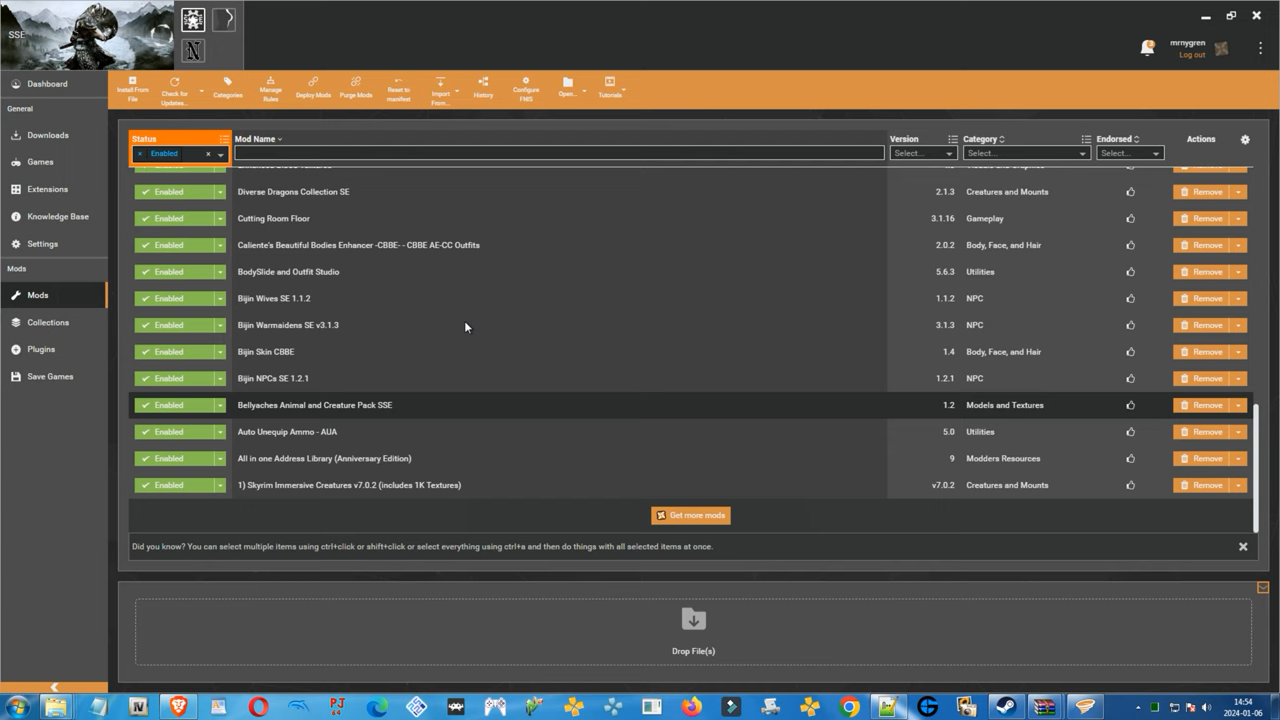 SSE
mrnygren
Log out
Dashboard
General
Downloads
Games
Extensions
Knowledge Base
Settings
Mods
Mods
Collections
Plugins
Save Games
Install From File
Check for Updates...
Categories
Manage Rules
Deploy Mods
Purge Mods
Reset to manifest
Import From...
History
Configure FNIS
Open...
Tutorials
Status Mod Name Version Category Endorsed Actions
× Enabled × Select... Select... Select...
Enabled Diverse Dragons Collection SE 2.1.3 Creatures and Mounts Remove
Enabled Cutting Room Floor 3.1.16 Gameplay Remove
Enabled Caliente's Beautiful Bodies Enhancer -CBBE- - CBBE AE-CC Outfits 2.0.2 Body, Face, and Hair Remove
Enabled BodySlide and Outfit Studio 5.6.3 Utilities Remove
Enabled Bijin Wives SE 1.1.2 1.1.2 NPC Remove
Enabled Bijin Warmaidens SE v3.1.3 3.1.3 NPC Remove
Enabled Bijin Skin CBBE 1.4 Body, Face, and Hair Remove
Enabled Bijin NPCs SE 1.2.1 1.2.1 NPC Remove
Enabled Bellyaches Animal and Creature Pack SSE 1.2 Models and Textures Remove
Enabled Auto Unequip Ammo - AUA 5.0 Utilities Remove
Enabled All in one Address Library (Anniversary Edition) 9 Modders Resources Remove
Enabled 1) Skyrim Immersive Creatures v7.0.2 (includes 1K Textures) v7.0.2 Creatures and Mounts Remove
Get more mods
Did you know? You can select multiple items using ctrl+click or shift+click or select everything using ctrl+a and then do things with all selected items at once.
Drop File(s)
14:54
2024-01-06